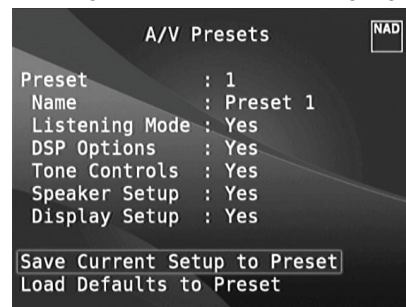 A/V Presets
NAD
Preset : 1
Name : Preset 1
Listening Mode : Yes
DSP Options : Yes
Tone Controls : Yes
Speaker Setup : Yes
Display Setup : Yes
Save Current Setup to Preset
Load Defaults to Preset